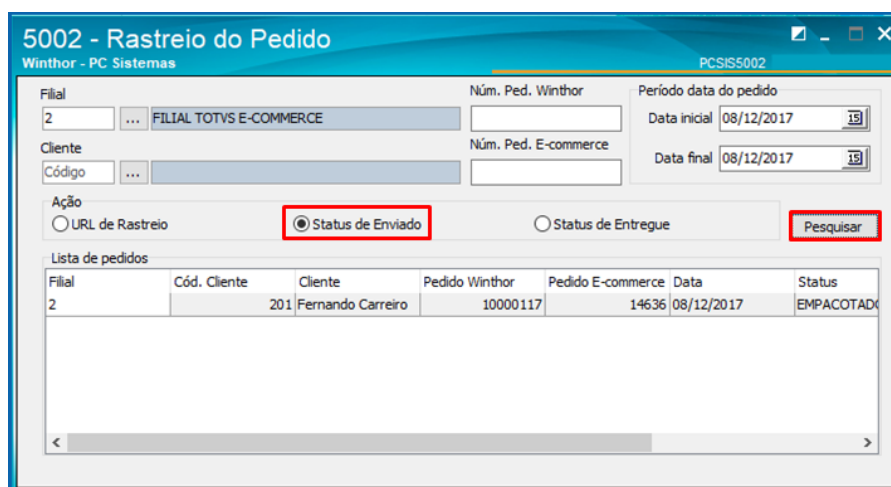 5002 - Rastreio do Pedido
Winthor - PC Sistemas PCSIS5002
Filial Núm. Ped. Winthor Período data do pedido
2 ... FILIAL TOTVS E-COMMERCE Data inicial 08/12/2017 15
Cliente Núm. Ped. E-commerce
Código ... Data final 08/12/2017 15
Ação
URL de Rastreio Status de Enviado Status de Entregue Pesquisar
Lista de pedidos
Filial Cód. Cliente Cliente Pedido Winthor Pedido E-commerce Data Status
2 201 Fernando Carreiro 10000117 14636 08/12/2017 EMPACOTADO